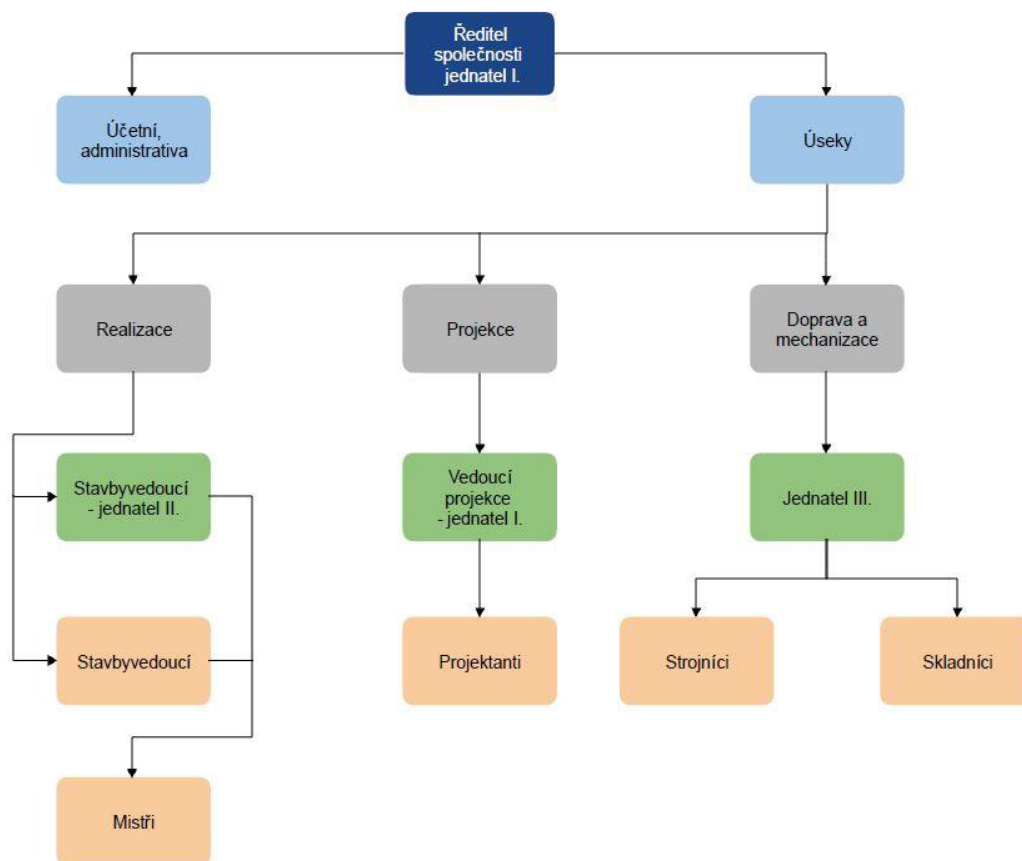 Ředitel
společnosti
jednatel I.
Účetní,
administrativa
Úseky
Realizace
Projekce
Doprava a
mechanizace
Stavbyvedoucí
- jednatel II.
Vedoucí
projekce
- jednatel I.
Jednatel III.
Stavbyvedoucí
Projektanti
Strojníci
Skladníci
Mistři